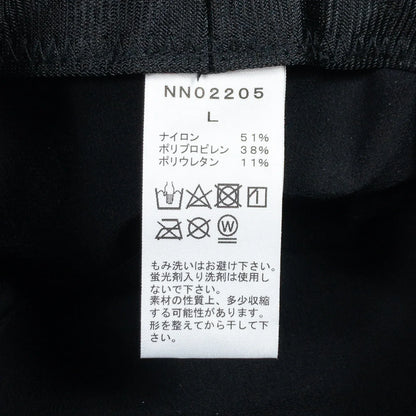 NN02205
L
ナイロン 51%
ポリプロピレン 38%
ポリウレタン 11%
W
もみ洗いはお避け下さい。
蛍光剤入り洗剤は使用し
ないで下さい。
素材の性質上、多少収縮
する可能性があります。
形を整えてから干して下
さい。